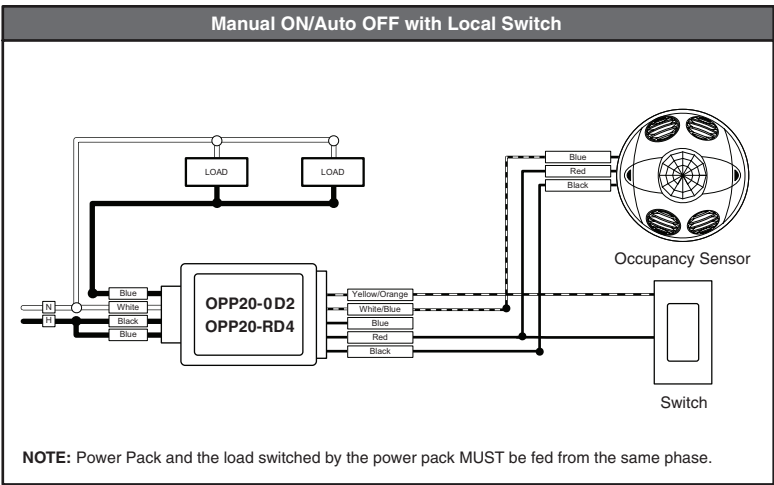 Manual ON/Auto OFF with Local Switch
LOAD
LOAD
Blue
Red
Black
Occupancy Sensor
N
H
Blue
White
Black
Blue
OPP20-0D2
OPP20-RD4
Yellow/Orange
White/Blue
Blue
Red
Black
Switch
NOTE: Power Pack and the load switched by the power pack MUST be fed from the same phase.